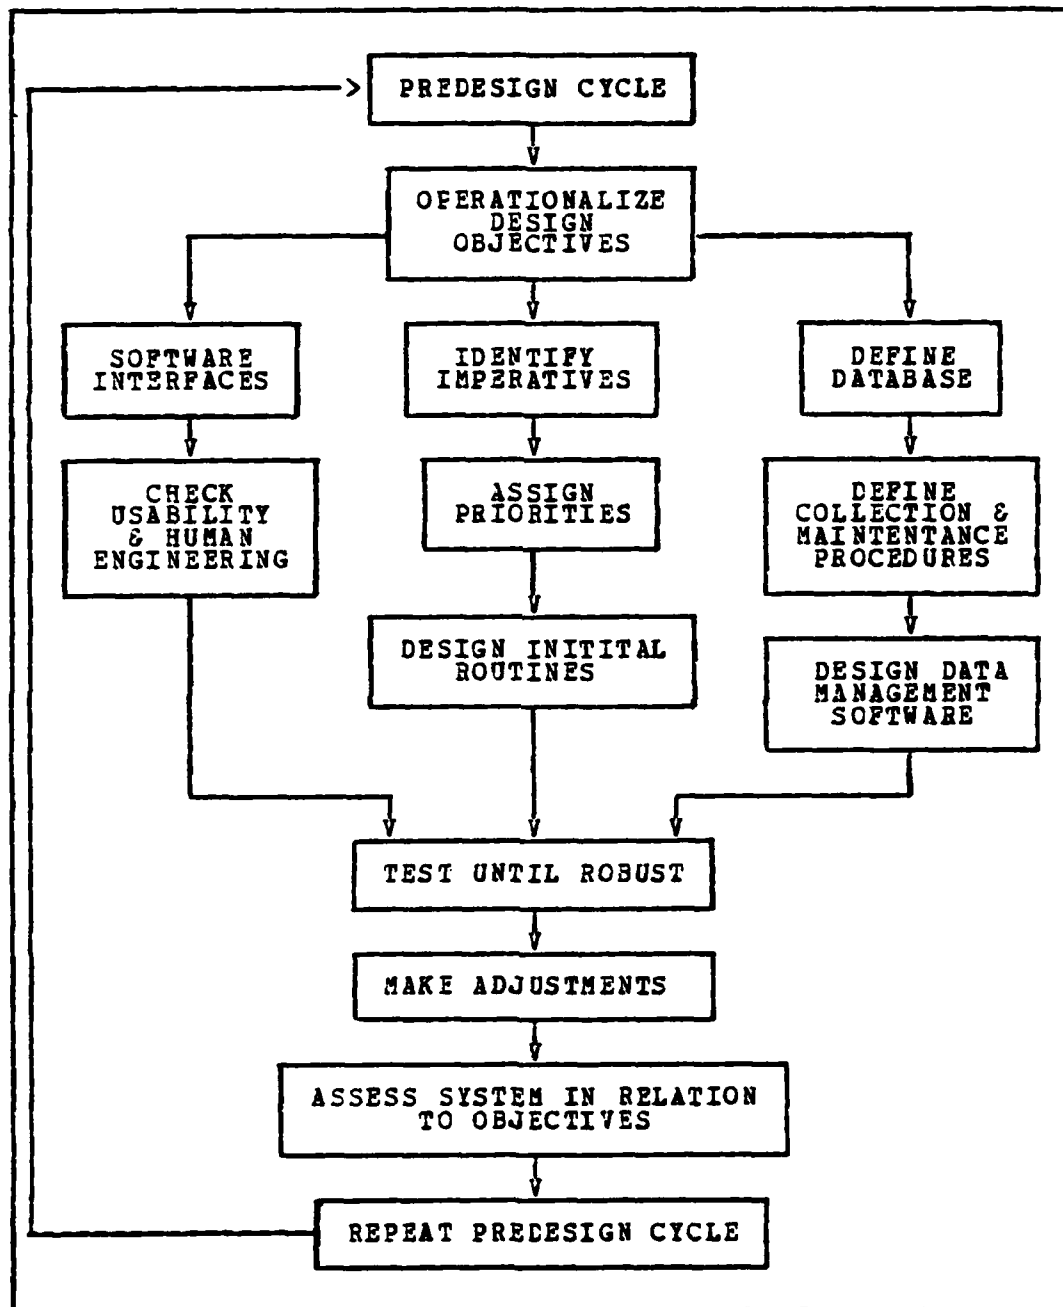 PREDESIGN CYCLE
OPERATIONALIZE
DESIGN
OBJECTIVES
SOFTWARE
INTERFACES
IDENTIFY
IMPERATIVES
DEFINE
DATABASE
CHECK
USABILITY
& HUMAN
ENGINEERING
ASSIGN
PRIORITIES
DEFINE
COLLECTION &
MAINTENTANCE
PROCEDURES
DESIGN INITITAL
ROUTINES
DESIGN DATA
MANAGEMENT
SOFTWARE
TEST UNTIL ROBUST
MAKE ADJUSTMENTS
ASSESS SYSTEM IN RELATION
TO OBJECTIVES
REPEAT PREDESIGN CYCLE